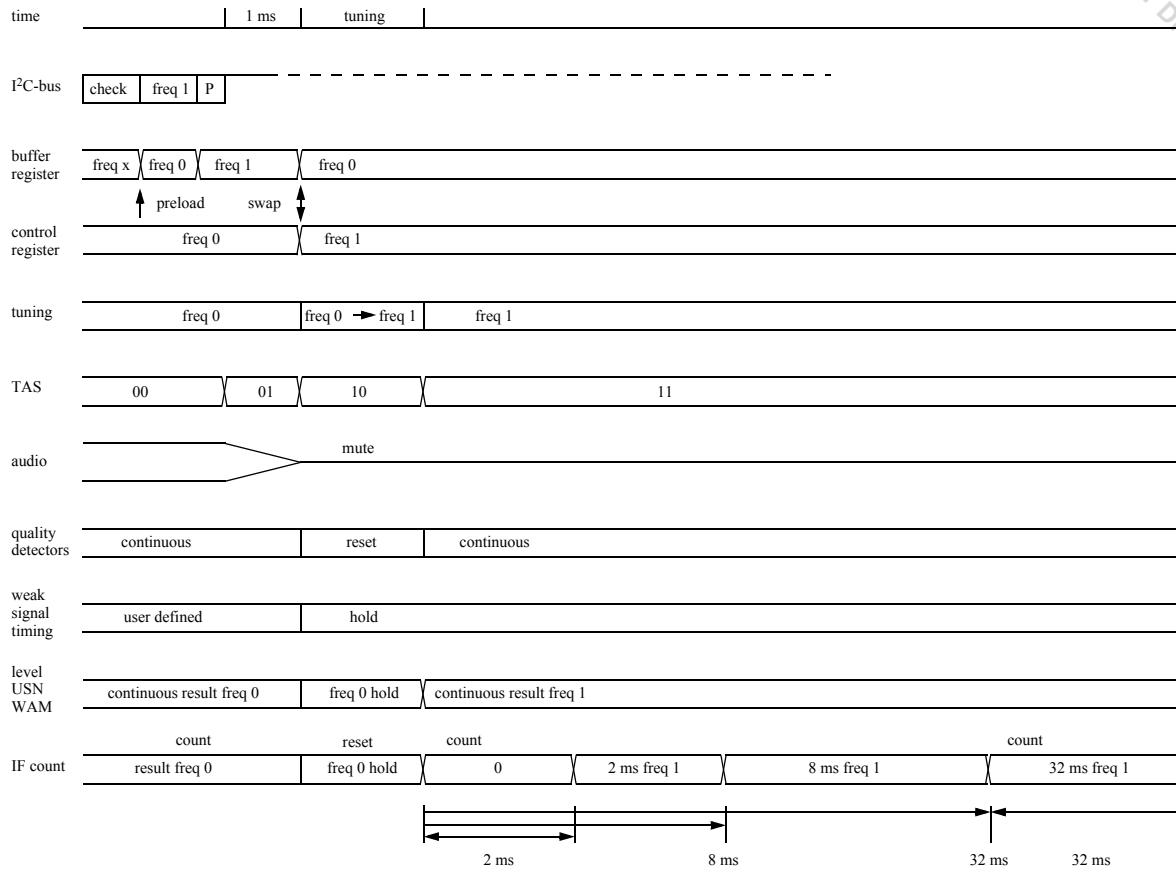 time 1 ms tuning
I²C-bus check freq 1 P
buffer register freq x freq 0 freq 1 freq 0
preload swap
control register freq 0 freq 1
tuning freq 0 freq 0 freq 1 freq 1
TAS 00 01 10 11
audio mute
quality detectors continuous reset continuous
weak signal timing user defined hold
level USN WAM continuous result freq 0 freq 0 hold continuous result freq 1
count reset count count
IF count result freq 0 freq 0 hold 0 2 ms freq 1 8 ms freq 1 32 ms freq 1
2 ms 8 ms 32 ms 32 ms